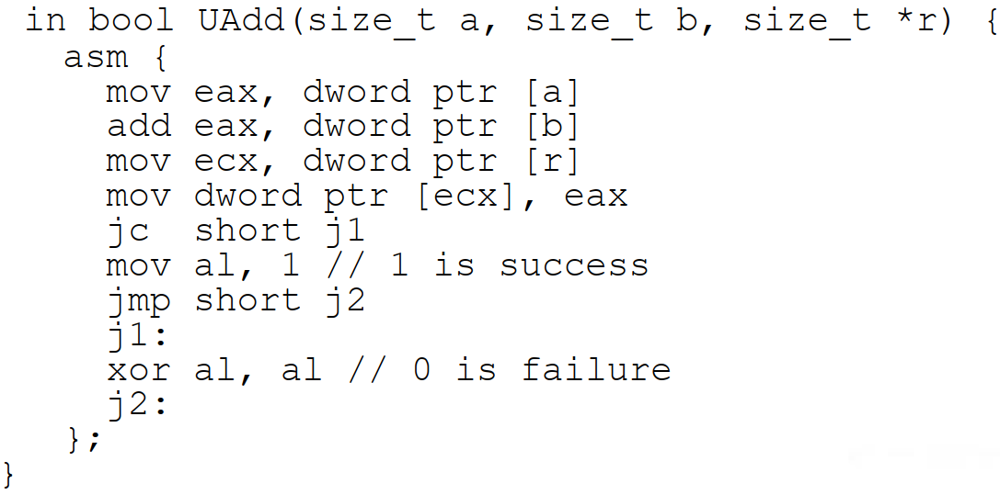 in bool UAdd(size_t a, size_t b, size_t *r) {
asm {
mov eax, dword ptr [a]
add eax, dword ptr [b]
mov ecx, dword ptr [r]
mov dword ptr [ecx], eax
jc short j1
mov al, 1 // 1 is success
jmp short j2
j1:
xor al, al // 0 is failure
j2:
};
}